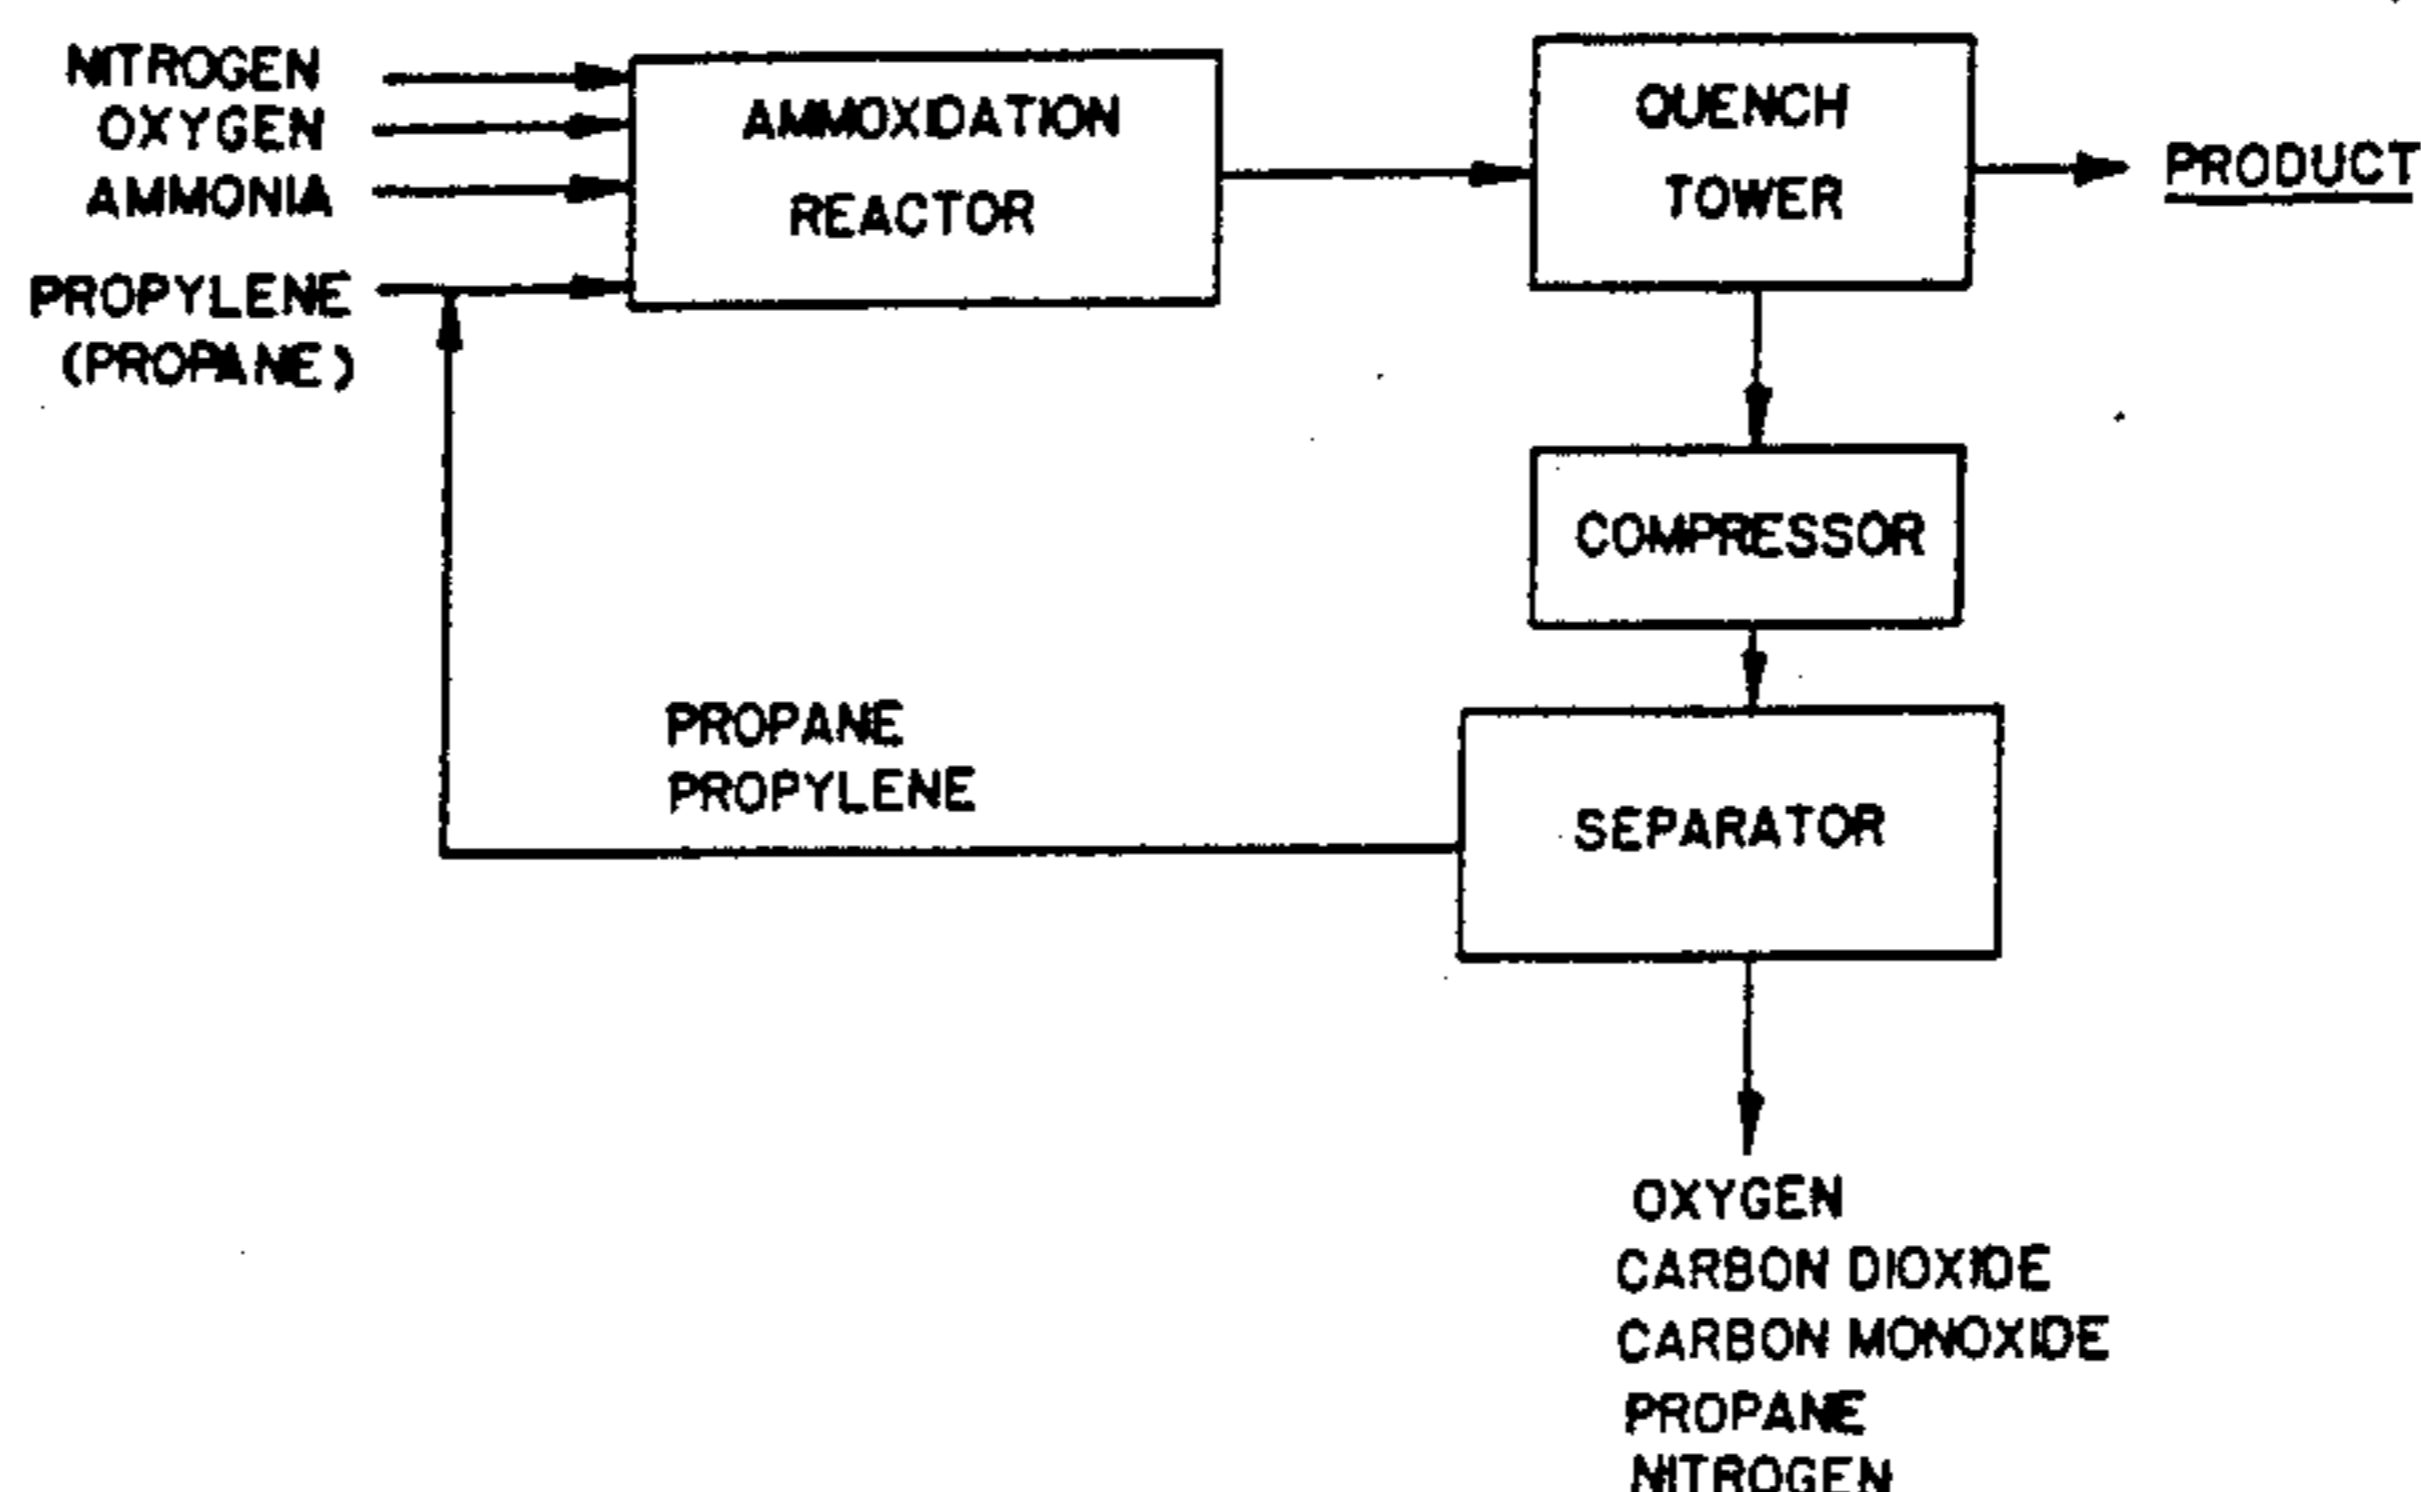 NITROGEN
OXYGEN
AMMONIA
PROPYLENE
(PROPANE)
AMMOXIDATION
REACTOR
QUENCH
TOWER
PRODUCT
COMPRESSOR
SEPARATOR
PROPANE
PROPYLENE
OXYGEN
CARBON DIOXIDE
CARBON MONOXIDE
PROPANE
NITROGEN